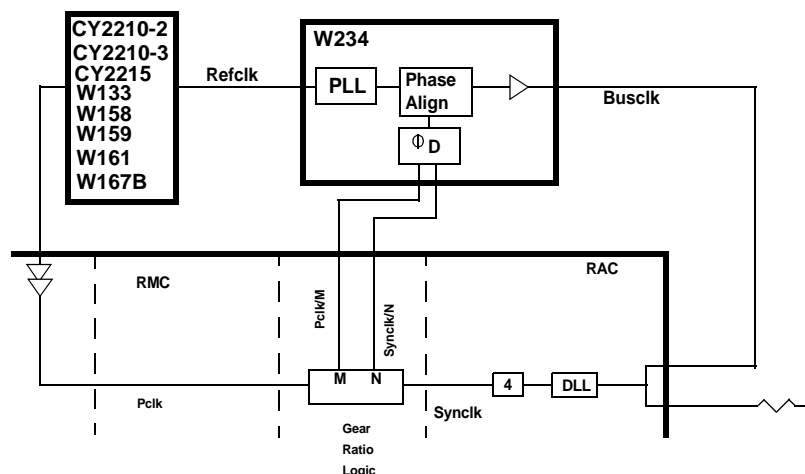 CY2210-2
CY2210-3
CY2215
W133
W158
W159
W161
W167B
Refclk
W234
PLL
Phase
Align
Φ D
Busclk
RMC
RAC
Pclk/M
Synclk/N
M N
4
DLL
Pclk
Synclk
Gear
Ratio
Logic